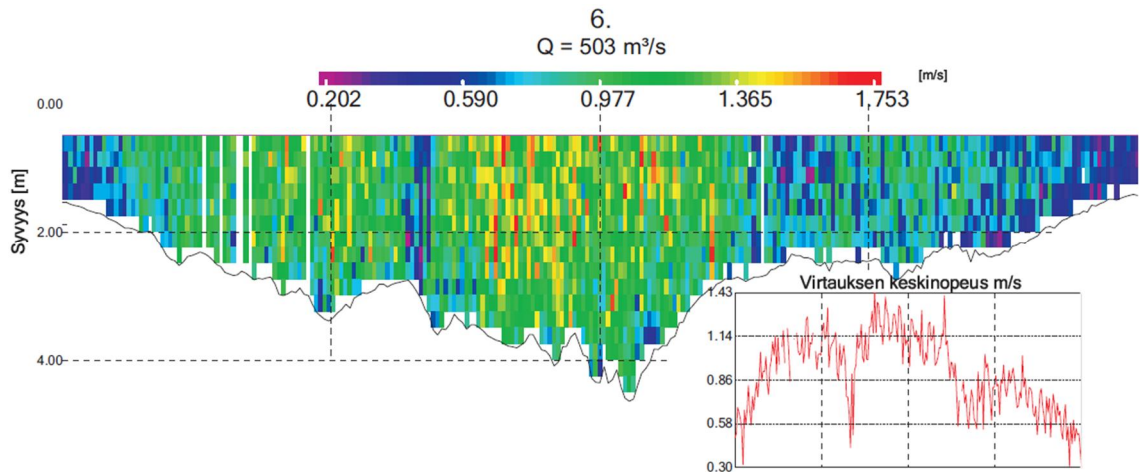 6.
Q = 503 m³/s
[m/s]
0.202 0.590 0.977 1.365 1.753
0.00
Syvyys [m]
2.00
4.00
Virtauksen keskinopeus m/s
1.43
1.14
0.86
0.58
0.30